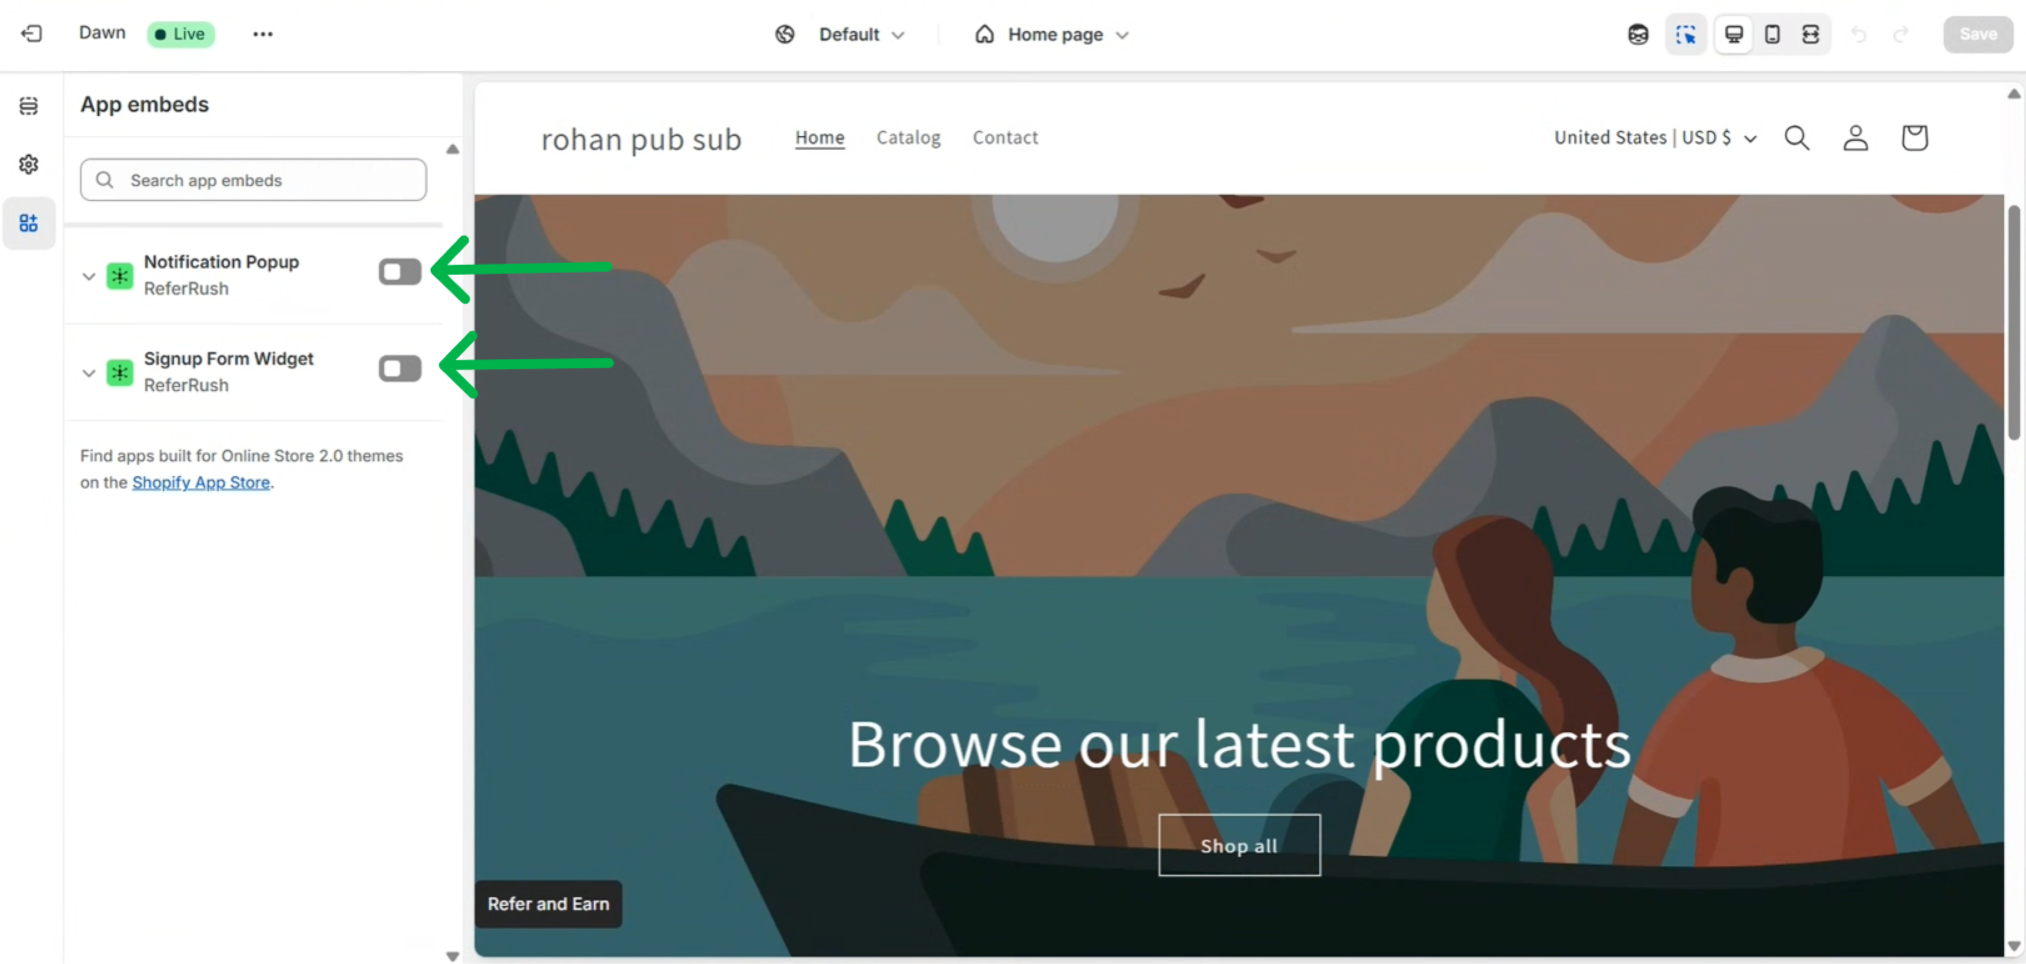 Dawn
Live
Default
Home page
Save
App embeds
Search app embeds
Notification Popup
ReferRush
Signup Form Widget
ReferRush
Find apps built for Online Store 2.0 themes
on the Shopify App Store.
rohan pub sub
Home
Catalog
Contact
United States | USD $
Browse our latest products
Shop all
Refer and Earn